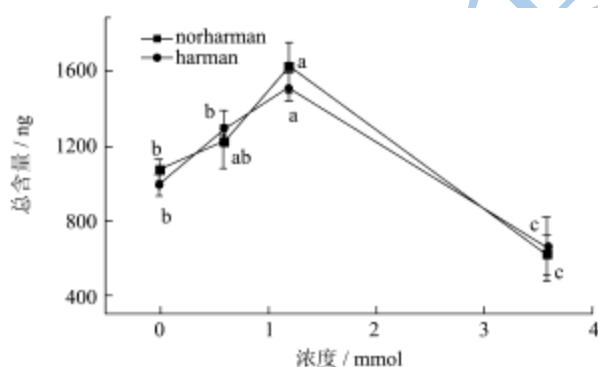 norharman
harman
1600
1200
800
400
总含量 / ng
b
b
b
ab
a
a
c
c
0
1
2
3
4
浓度 / mmol